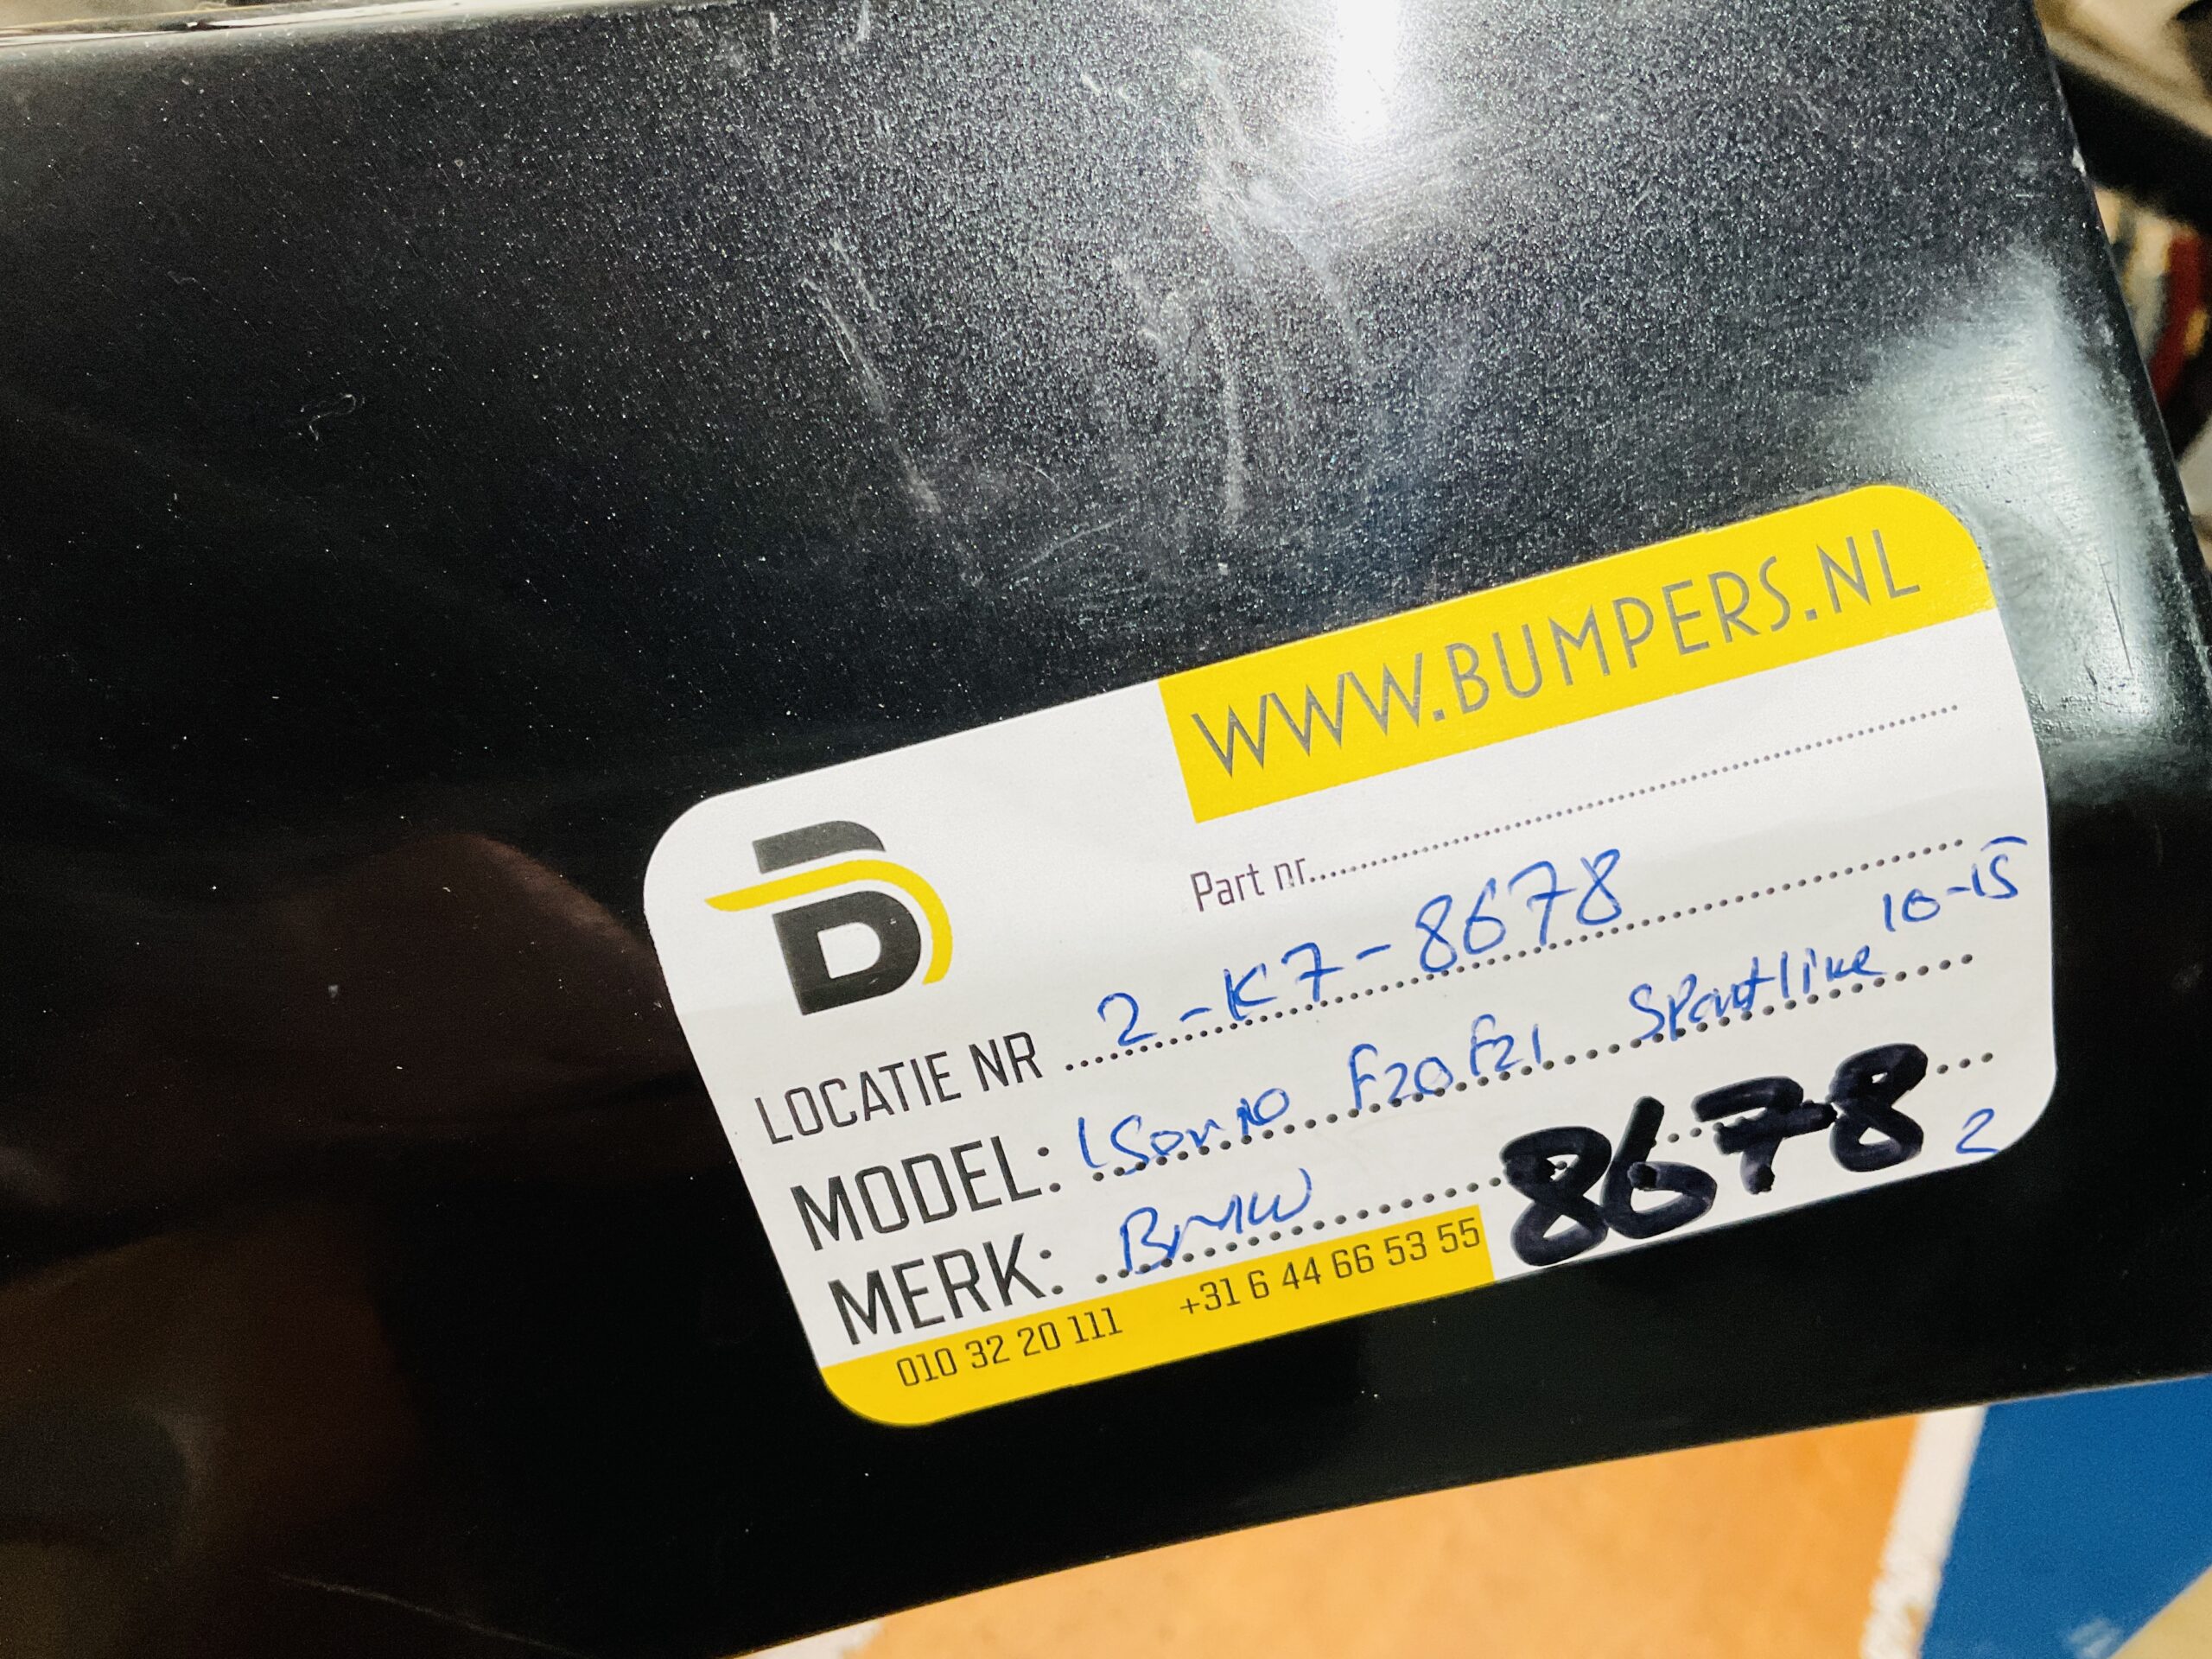 WWW.BUMPERS.NL
Part nr.
LOCATIE NR 2-K7-8678
10-15
MODEL: 1 F20 F21 Sportline
MERK: BMW 8678 2
010 32 20 111 +31 6 44 66 53 55